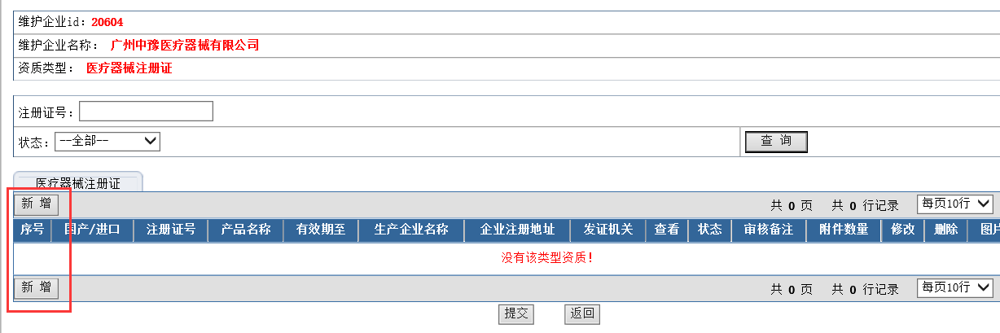 维护企业id：20604
维护企业名称： 广州中豫医疗器械有限公司
资质类型： 医疗器械注册证
注册证号：
状态： --全部-- 查 询
医疗器械注册证
新 增 共 0 页 共 0 行记录 每页10行
序号 国产/进口 注册证号 产品名称 有效期至 生产企业名称 企业注册地址 发证机关 查看 状态 审核备注 附件数量 修改 删除 图片
没有该类型资质！
新 增 共 0 页 共 0 行记录 每页10行
提交 返回